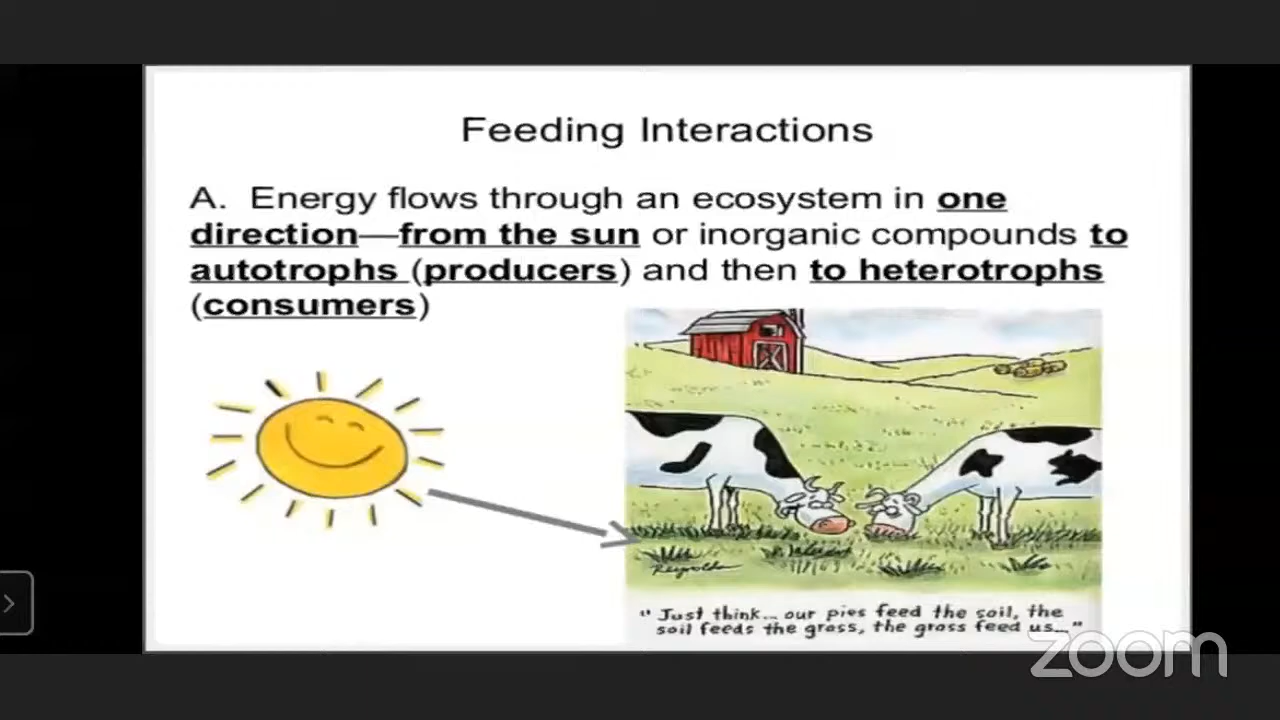 Feeding Interactions
A. Energy flows through an ecosystem in one
direction—from the sun or inorganic compounds to
autotrophs (producers) and then to heterotrophs
(consumers)
Reynolds
"Just think... our pies feed the soil, the
soil feeds the grass, the grass feed us..."
zoom